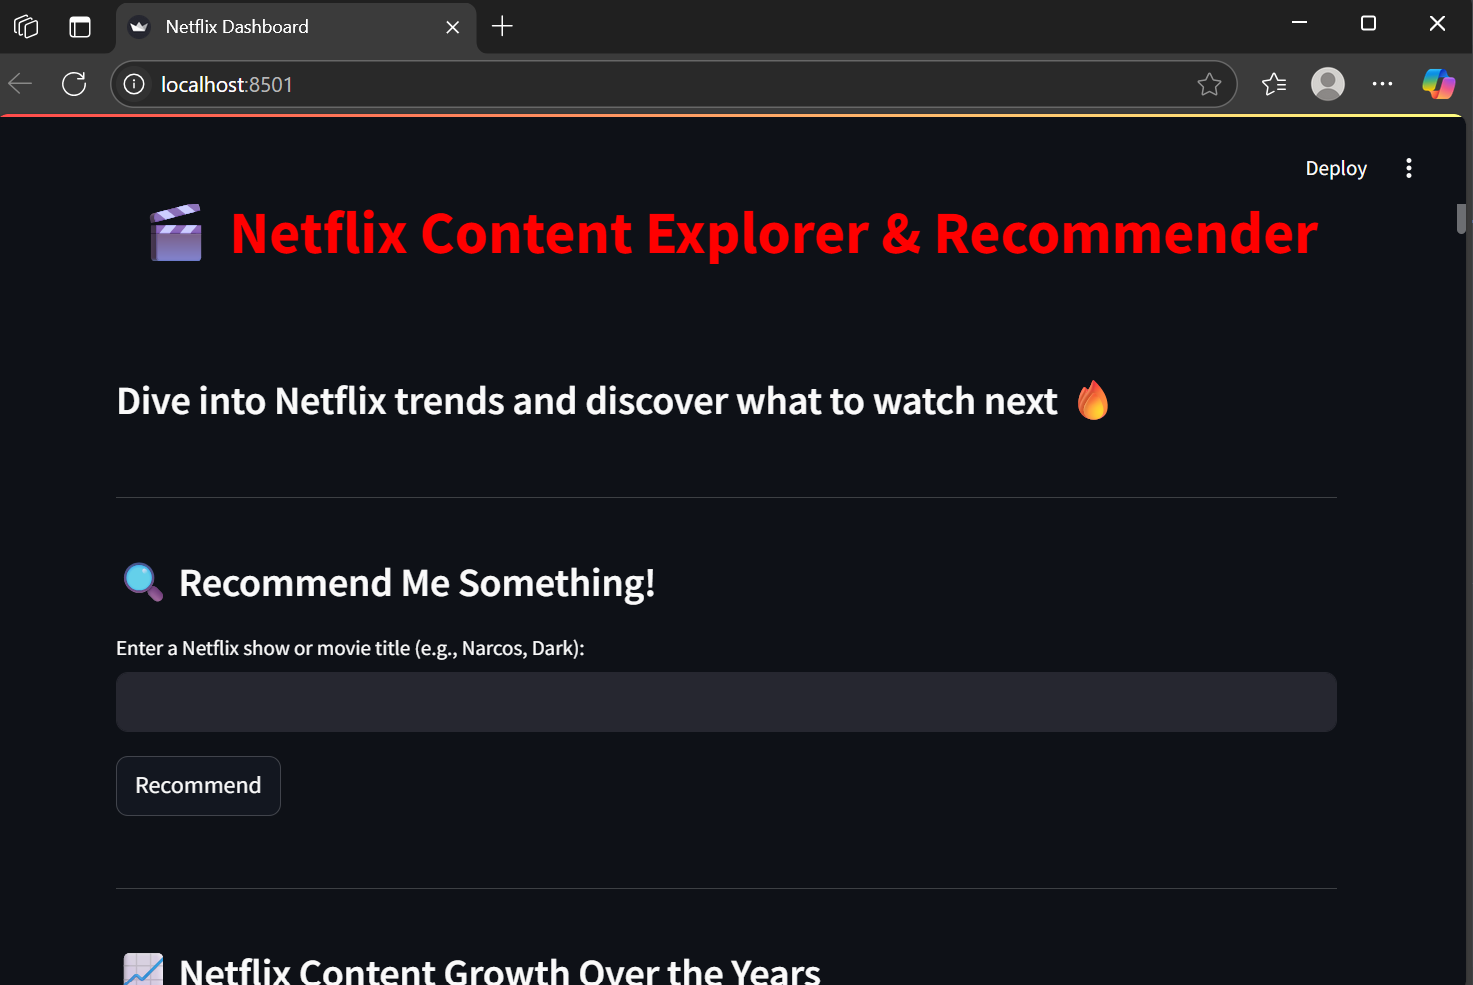 Netflix Dashboard
localhost:8501
Deploy
Netflix Content Explorer & Recommender
Dive into Netflix trends and discover what to watch next
Recommend Me Something!
Enter a Netflix show or movie title (e.g., Narcos, Dark):
Recommend
Netflix Content Growth Over the Years